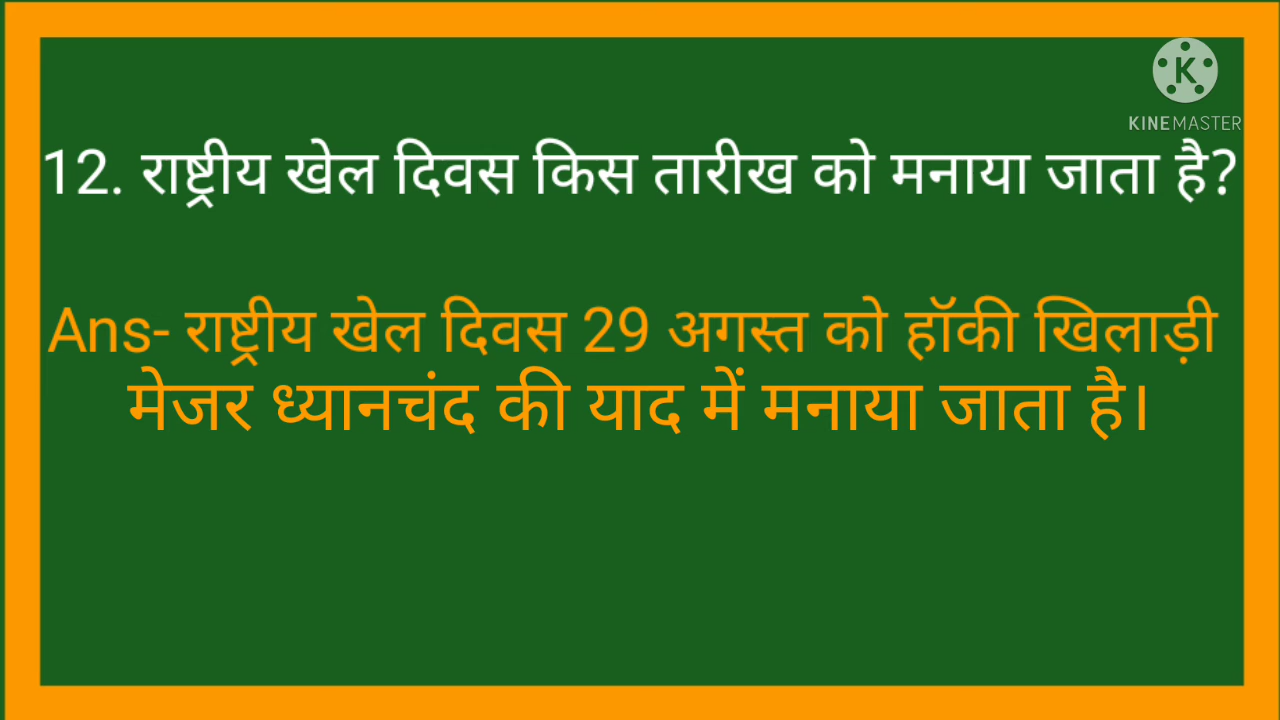 KINEMASTER
12. राष्ट्रीय खेल दिवस किस तारीख को मनाया जाता है?
Ans- राष्ट्रीय खेल दिवस 29 अगस्त को हॉकी खिलाड़ी
मेजर ध्यानचंद की याद में मनाया जाता है।